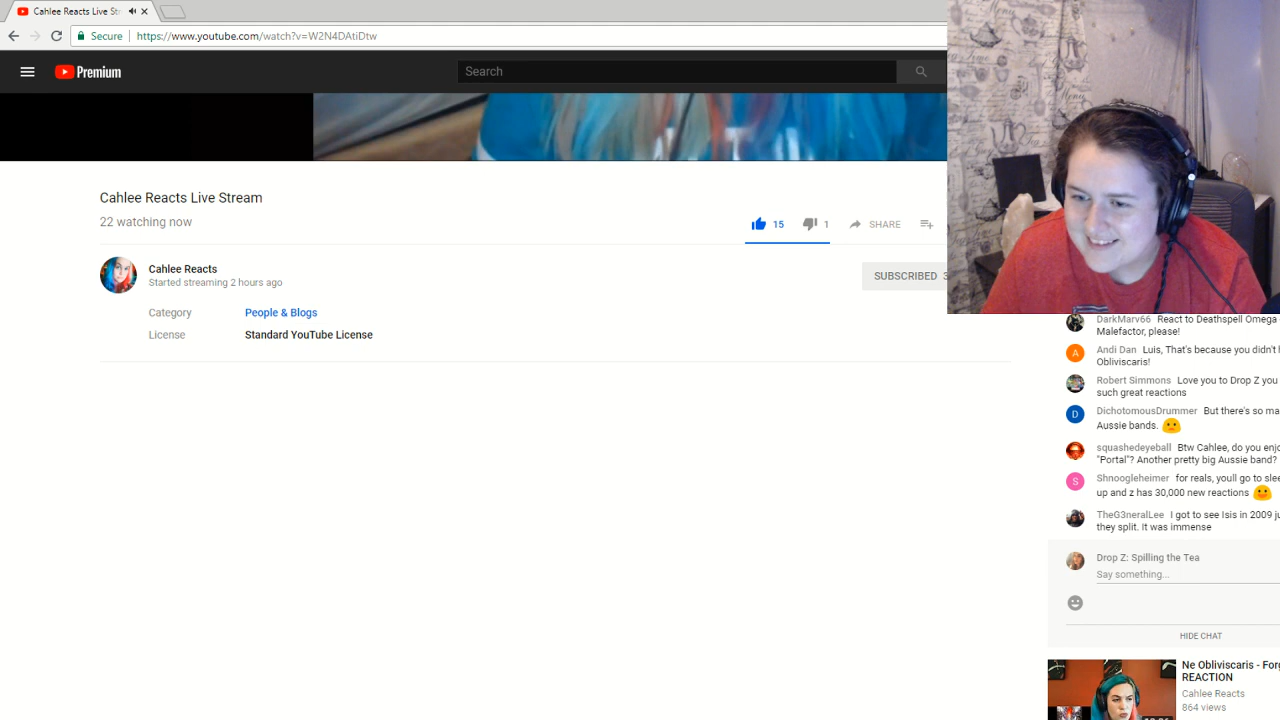 Cahlee Reacts Live Str
Secure
https://www.youtube.com/watch?v=W2N4DAtiDtw
Premium
Search
Cahlee Reacts Live Stream
22 watching now
15
1
SHARE
Cahlee Reacts
Started streaming 2 hours ago
SUBSCRIBED 3
Category
People & Blogs
License
Standard YouTube License
DarkMarv66 React to Deathspell Omega
Malefactor, please!
A
Andi Dan Luis, That's because you didn't
Obliviscaris!
Robert Simmons Love you to Drop Z you
such great reactions
D
DichotomousDrummer But there's so
Aussie bands.
squashedeyeball Btw Cahlee, do you
"Portal"? Another pretty big Aussie band?
S
Shnoogleheimer for reals, youll go to
up and z has 30,000 new reactions
TheG3neralLee I got to see Isis in 2009
they split. It was immense
Drop Z: Spilling the Tea
Say something...
HIDE CHAT
Ne Obliviscaris -
REACTION
Cahlee Reacts
864 views